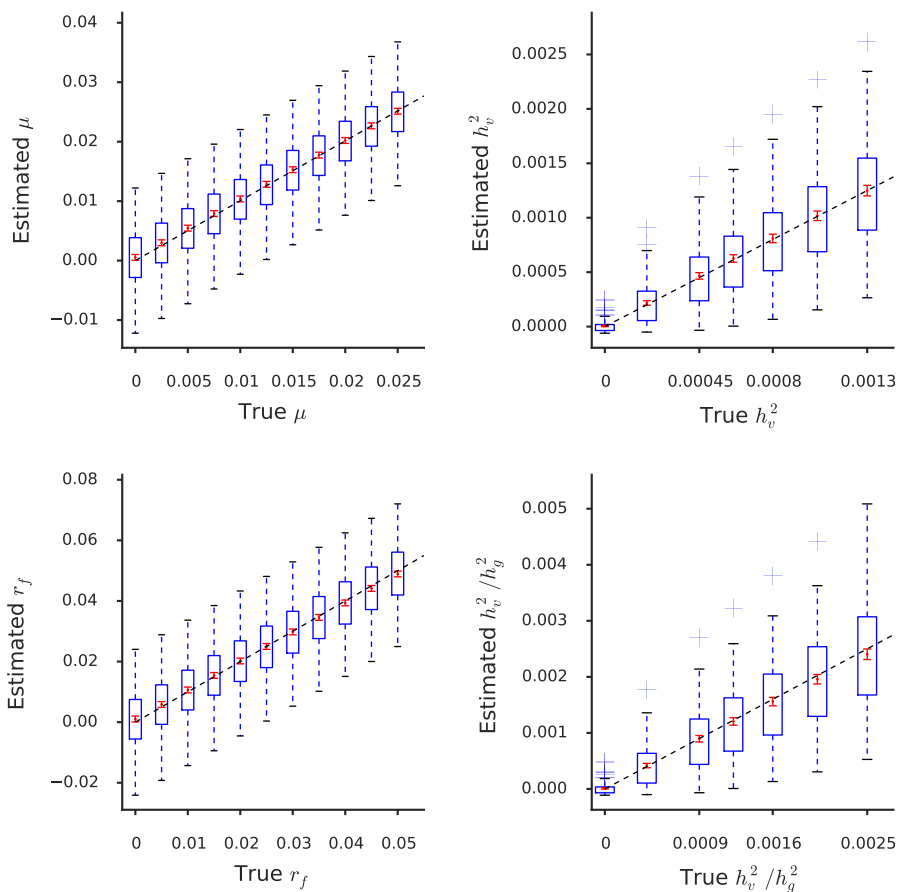 0.04
0.03
0.02
0.01
0.00
−0.01
Estimated μ
0 0.005 0.01 0.015 0.02 0.025
True μ
0.0025
0.0020
0.0015
0.0010
0.0005
0.0000
Estimated h_v^2
0 0.00045 0.0008 0.0013
True h_v^2
0.08
0.06
0.04
0.02
0.00
−0.02
Estimated r_f
0 0.01 0.02 0.03 0.04 0.05
True r_f
0.005
0.004
0.003
0.002
0.001
0.000
Estimated h_v^2/h_g^2
0 0.0009 0.0016 0.0025
True h_v^2/h_g^2